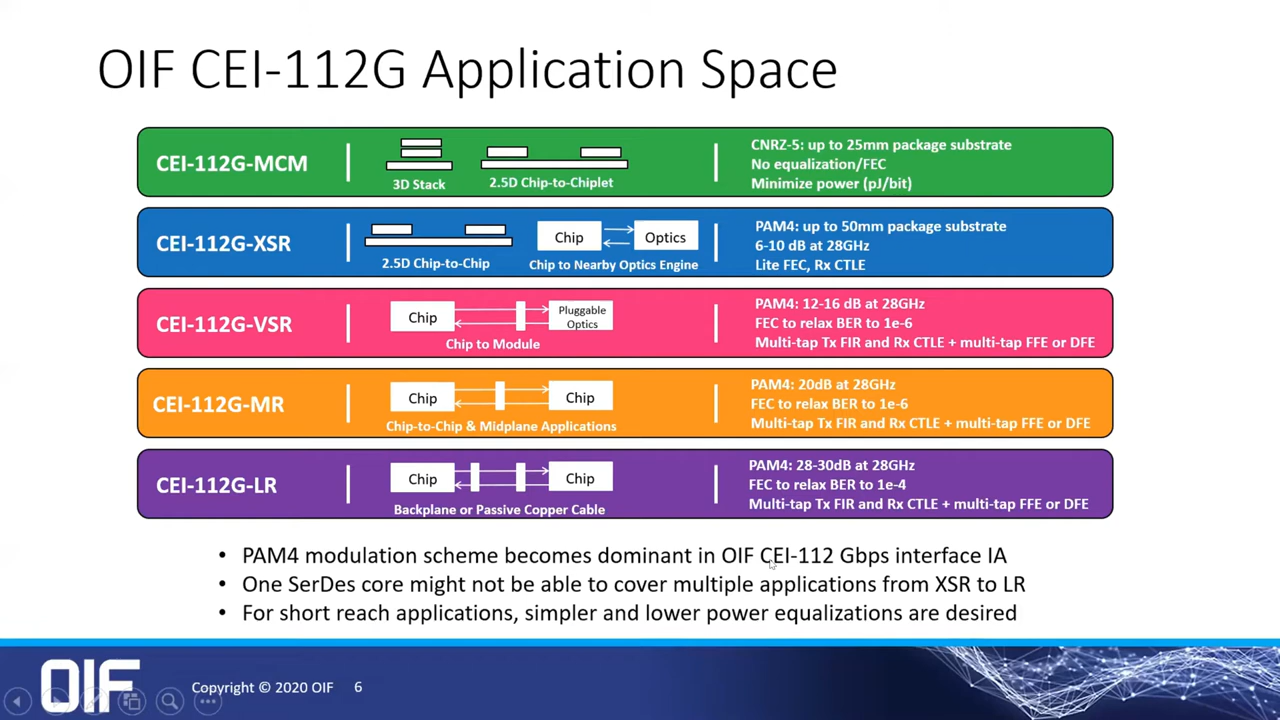 OIF CEI-112G Application Space
CEI-112G-MCM
3D Stack
2.5D Chip-to-Chiplet
CNRZ-5: up to 25mm package substrate
No equalization/FEC
Minimize power (pJ/bit)
CEI-112G-XSR
2.5D Chip-to-Chip
Chip
Optics
Chip to Nearby Optics Engine
PAM4: up to 50mm package substrate
6-10 dB at 28GHz
Lite FEC, Rx CTLE
CEI-112G-VSR
Chip
Pluggable
Optics
Chip to Module
PAM4: 12-16 dB at 28GHz
FEC to relax BER to 1e-6
Multi-tap Tx FIR and Rx CTLE + multi-tap FFE or DFE
CEI-112G-MR
Chip
Chip
Chip-to-Chip & Midplane Applications
PAM4: 20dB at 28GHz
FEC to relax BER to 1e-6
Multi-tap Tx FIR and Rx CTLE + multi-tap FFE or DFE
CEI-112G-LR
Chip
Chip
Backplane or Passive Copper Cable
PAM4: 28-30dB at 28GHz
FEC to relax BER to 1e-4
Multi-tap Tx FIR and Rx CTLE + multi-tap FFE or DFE
• PAM4 modulation scheme becomes dominant in OIF CEI-112 Gbps interface IA
• One SerDes core might not be able to cover multiple applications from XSR to LR
• For short reach applications, simpler and lower power equalizations are desired
OIF
Copyright © 2020 OIF 6